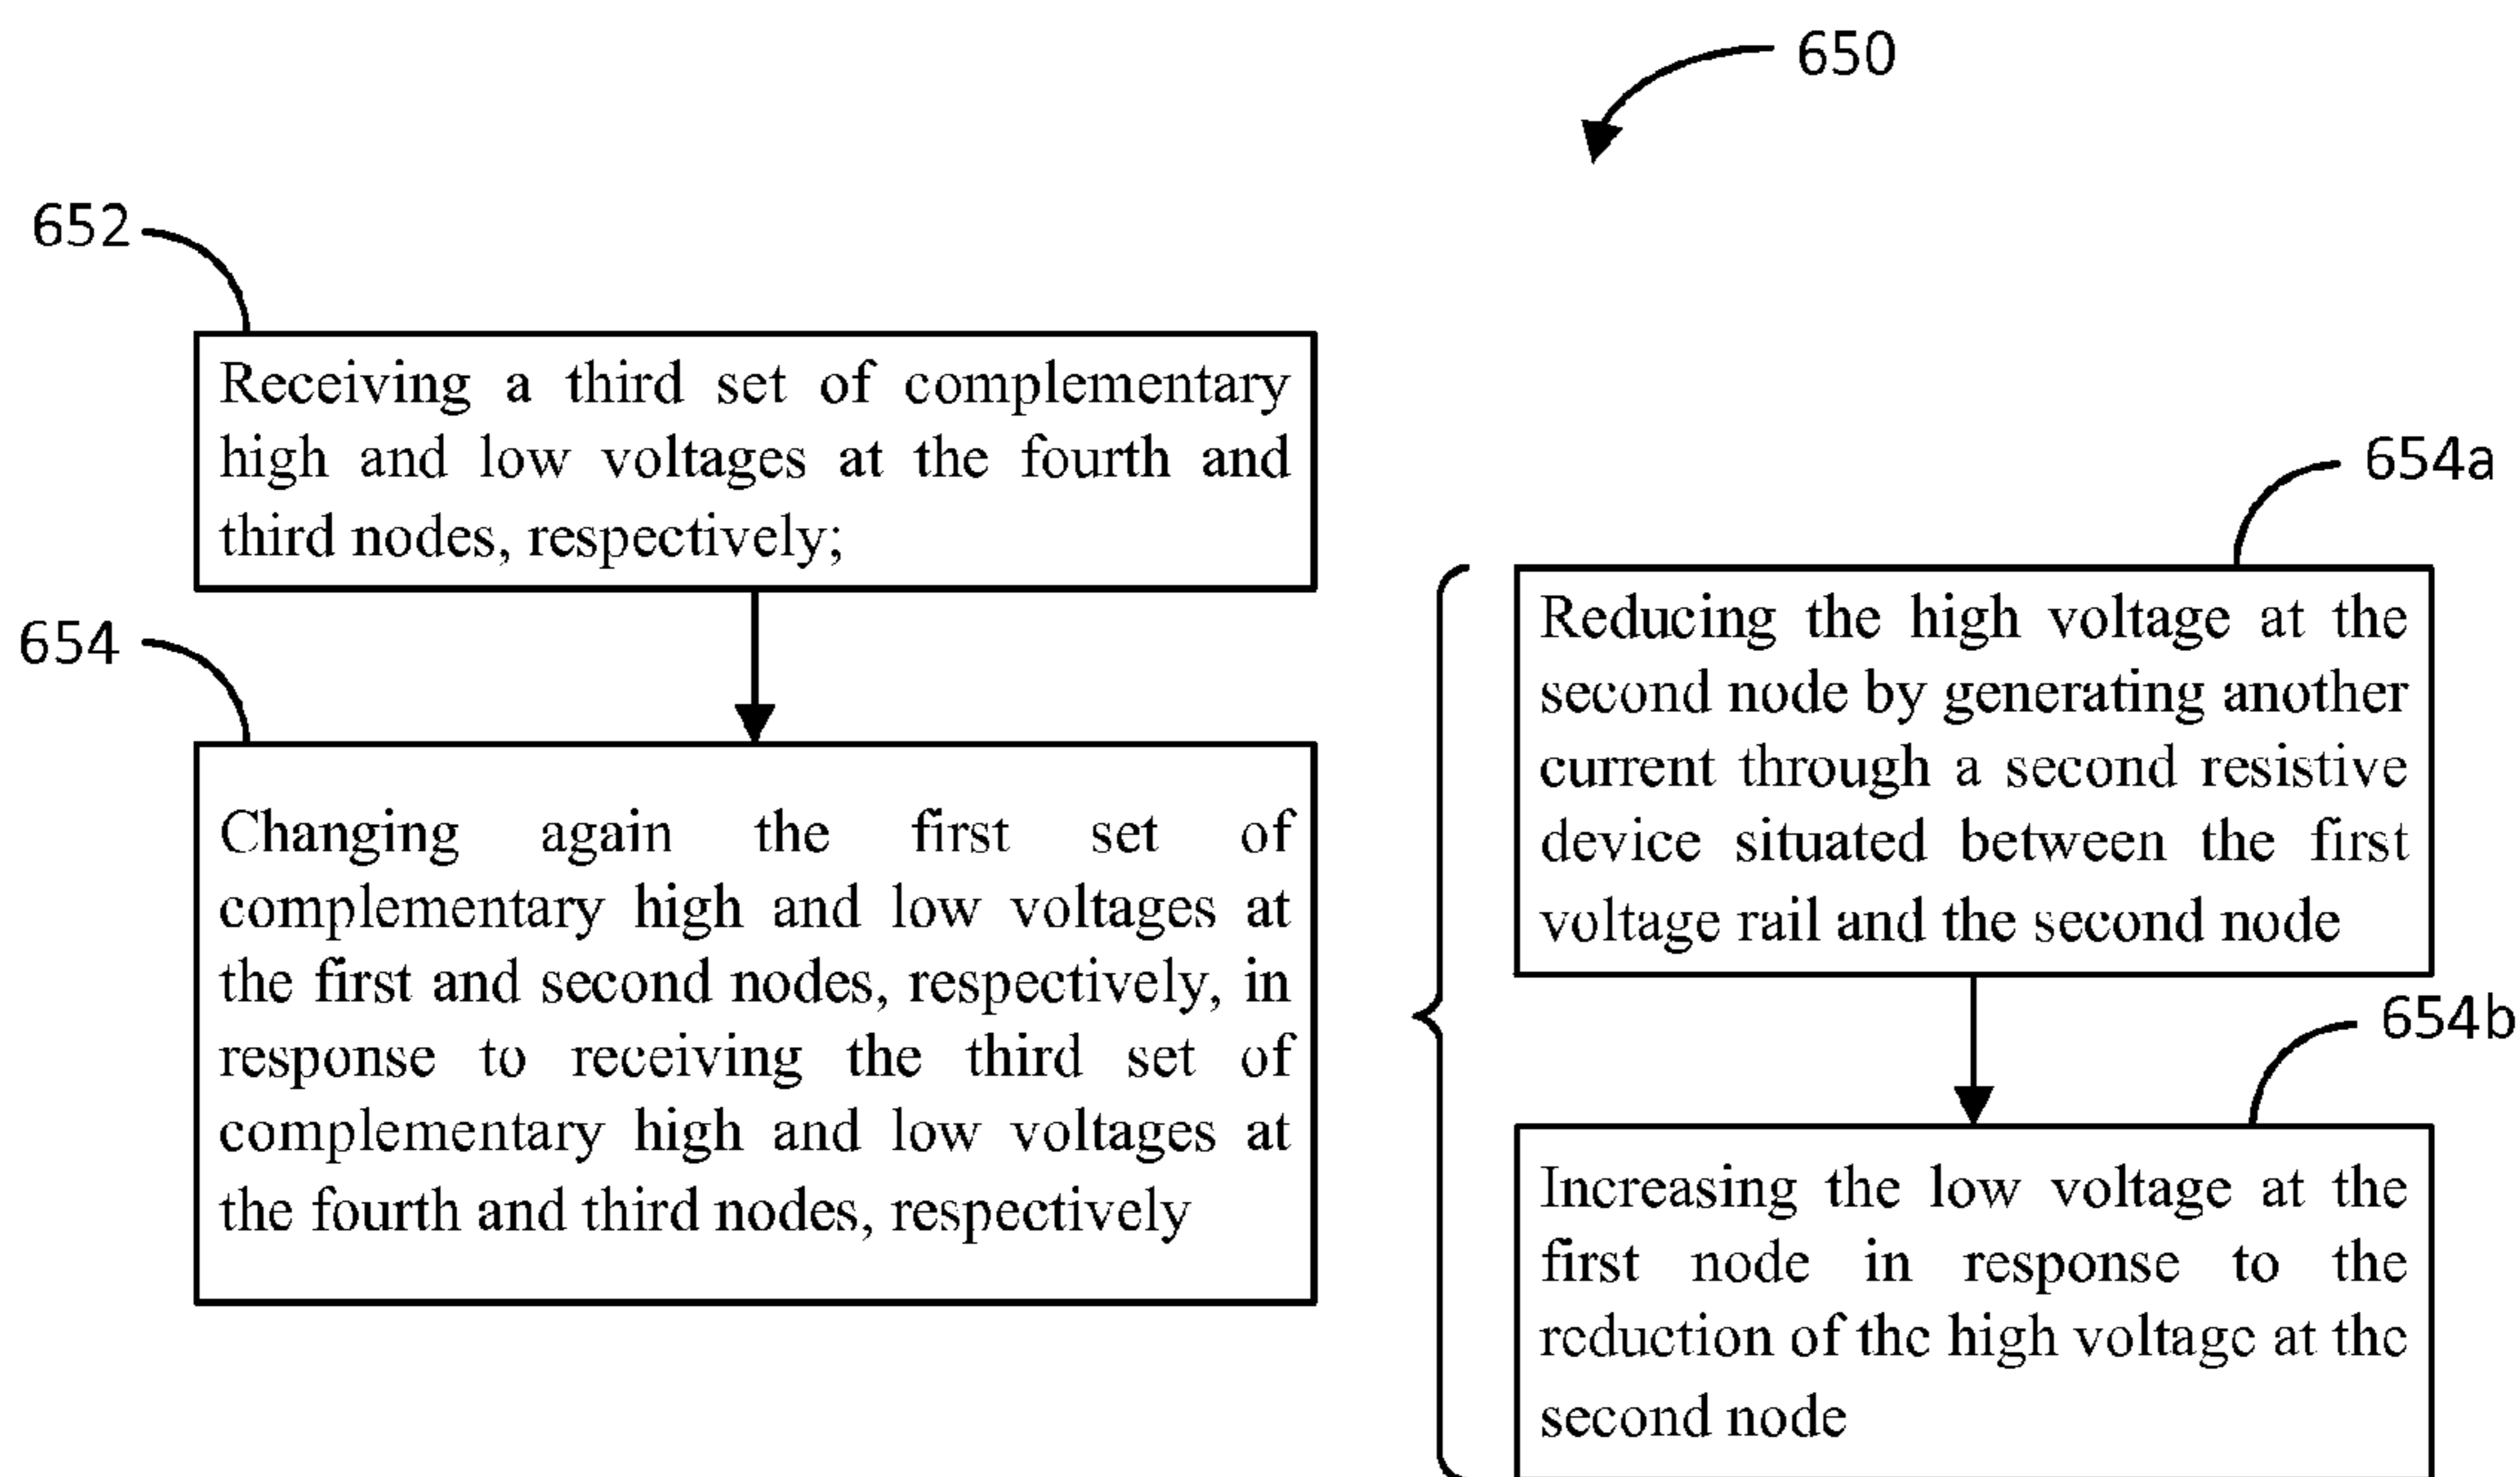 650
652
Receiving a third set of complementary
high and low voltages at the fourth and
third nodes, respectively;
654
Changing again the first set of
complementary high and low voltages at
the first and second nodes, respectively, in
response to receiving the third set of
complementary high and low voltages at
the fourth and third nodes, respectively
654a
Reducing the high voltage at the
second node by generating another
current through a second resistive
device situated between the first
voltage rail and the second node
654b
Increasing the low voltage at the
first node in response to the
reduction of the high voltage at the
second node